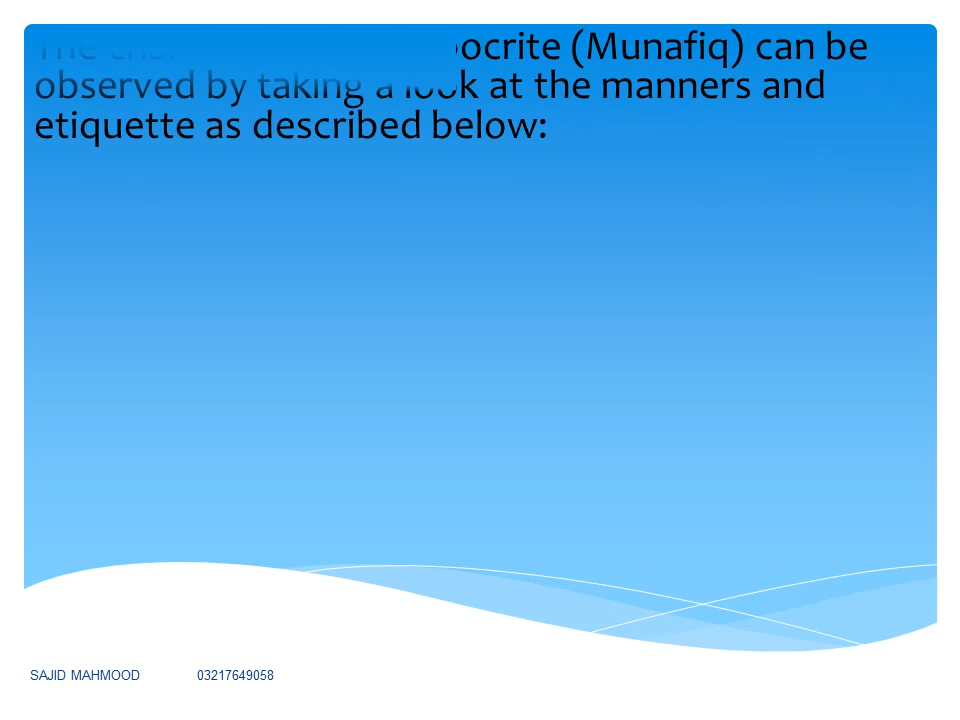 The ocrite (Munafiq) can be
observed by taking a look at the manners and
etiquette as described below:
SAJID MAHMOOD 03217649058